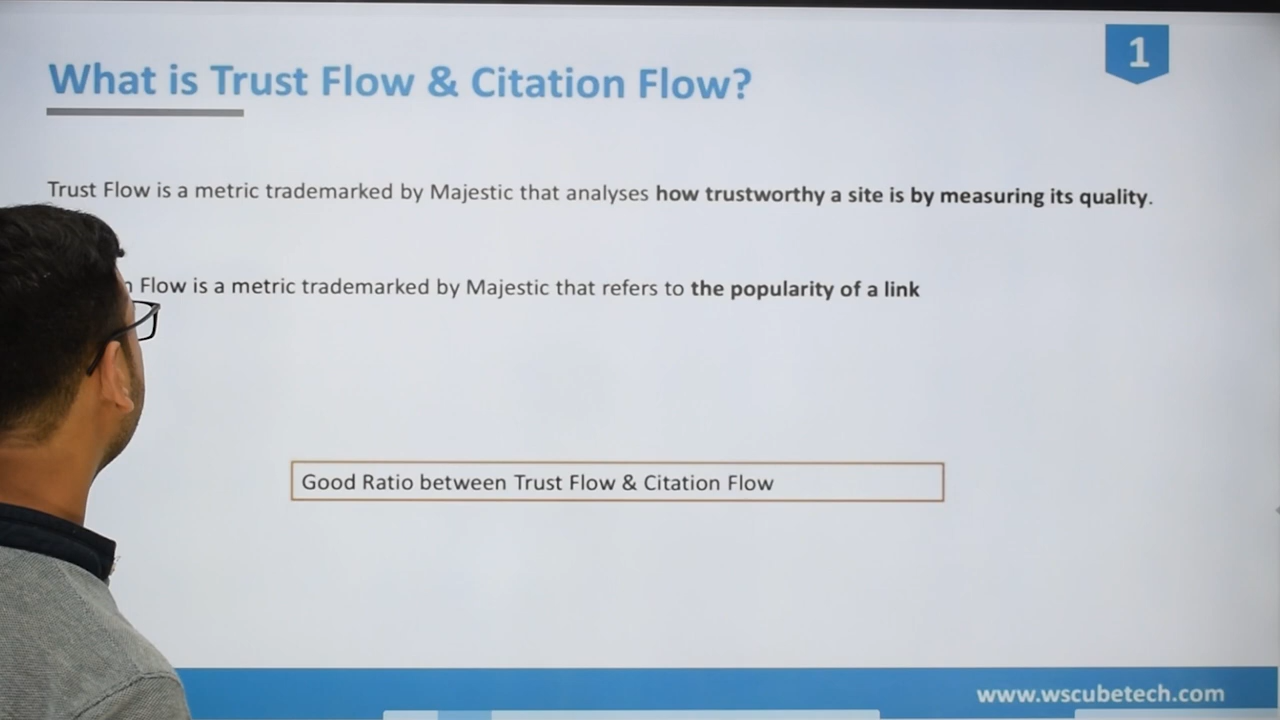 1
What is Trust Flow & Citation Flow?
Trust Flow is a metric trademarked by Majestic that analyses how trustworthy a site is by measuring its quality.
Flow is a metric trademarked by Majestic that refers to the popularity of a link
Good Ratio between Trust Flow & Citation Flow
www.wscubetech.com